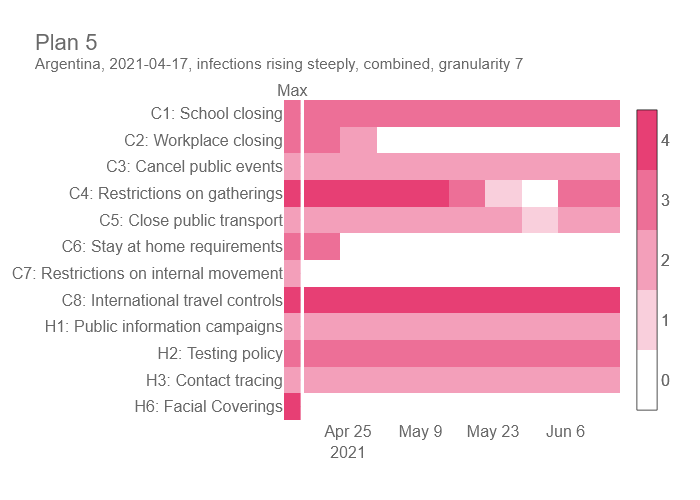 Plan 5
Argentina, 2021-04-17, infections rising steeply, combined, granularity 7
Max
C1: School closing
C2: Workplace closing
C3: Cancel public events
C4: Restrictions on gatherings
C5: Close public transport
C6: Stay at home requirements
C7: Restrictions on internal movement
C8: International travel controls
H1: Public information campaigns
H2: Testing policy
H3: Contact tracing
H6: Facial Coverings
Apr 25 May 9 May 23 Jun 6
2021
4
3
2
1
0